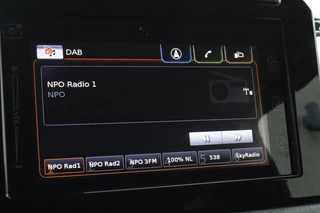 DAB
NPO Radio 1
NPO
NPO Rad1 NPO Rad2 NPO 3FM 100% NL 538 SkyRadio